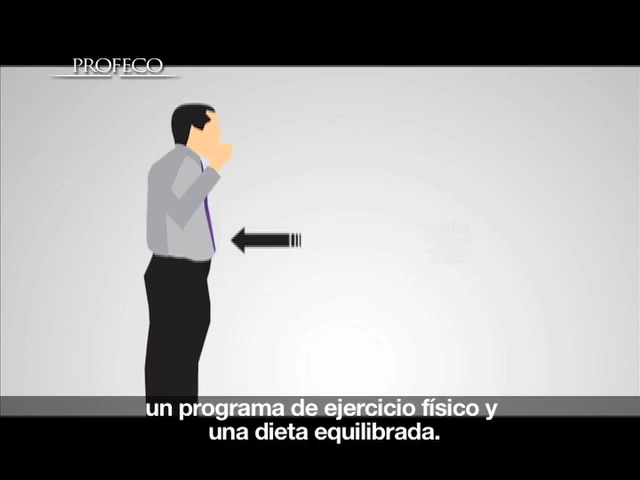 PROFECO
un programa de ejercicio físico y
una dieta equilibrada.